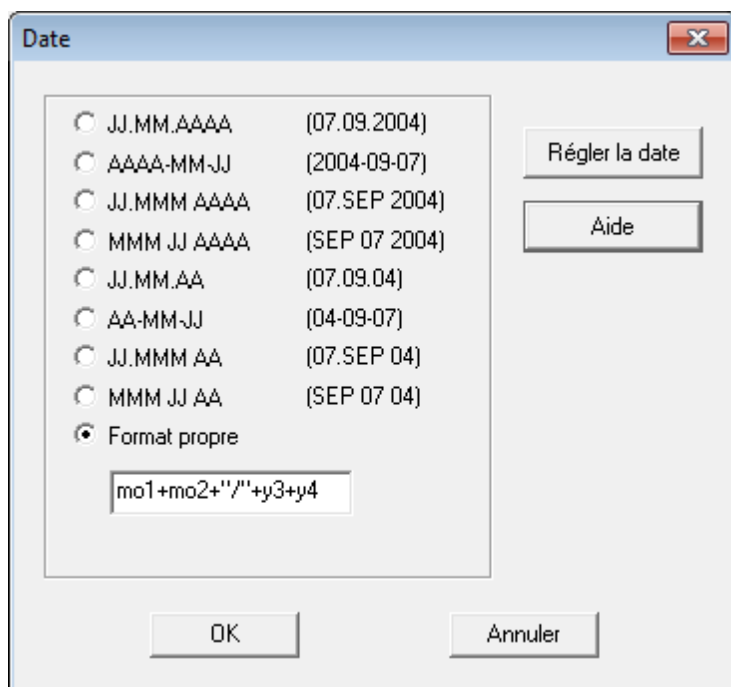 Date
JJ.MM.AAAA (07.09.2004)
AAAA-MM-JJ (2004-09-07)
JJ.MMM AAAA (07.SEP 2004)
MMM JJ AAAA (SEP 07 2004)
JJ.MM.AA (07.09.04)
AA-MM-JJ (04-09-07)
JJ.MMM AA (07.SEP 04)
MMM JJ AA (SEP 07 04)
Format propre
mo1+mo2+"/"+y3+y4
Régler la date
Aide
OK
Annuler